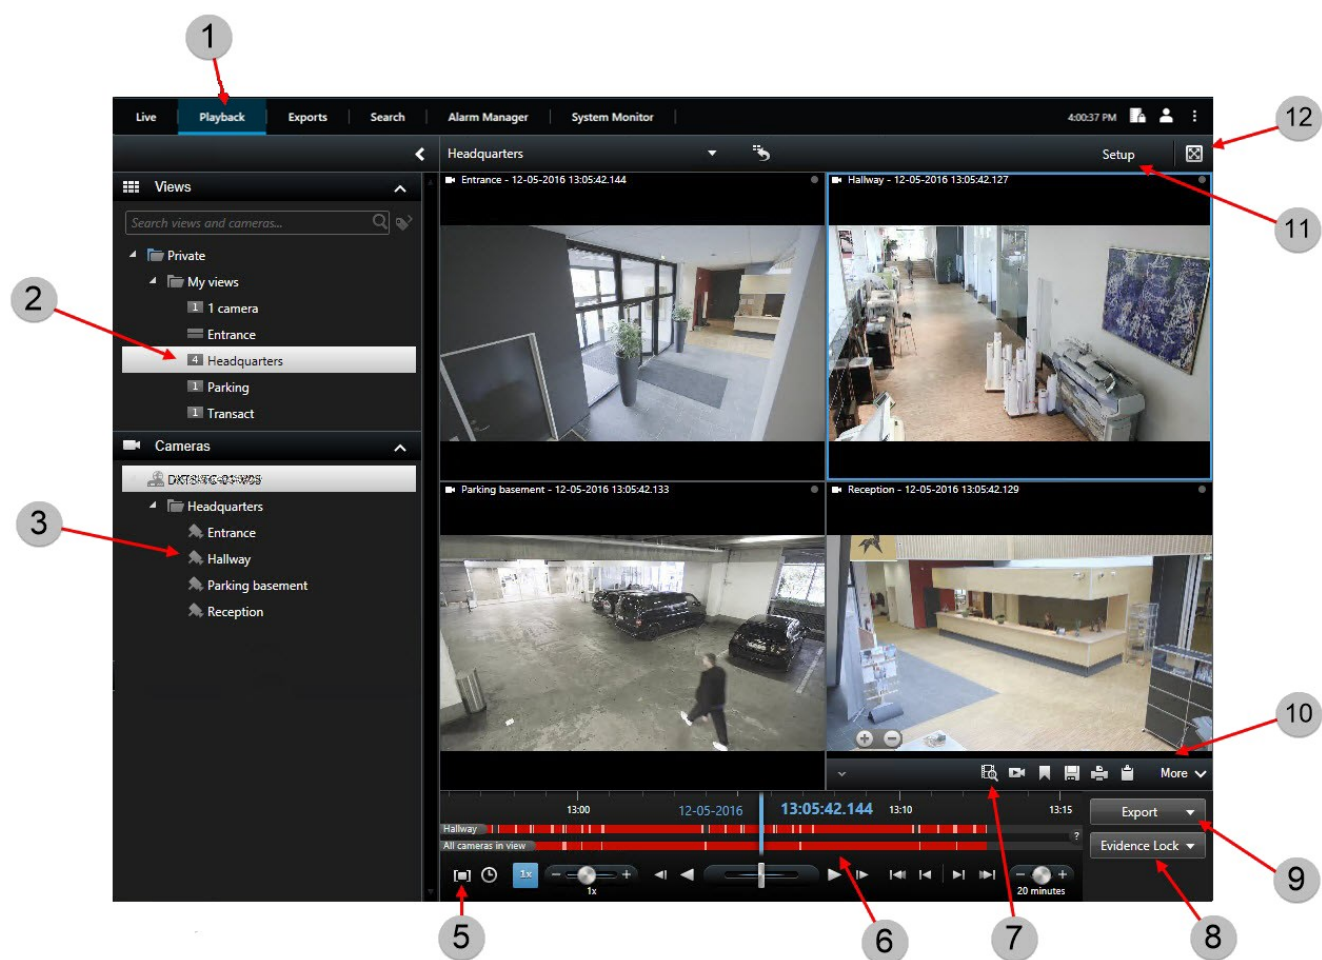 1
Live Playback Exports Search Alarm Manager System Monitor 4:00:37 PM
12
Headquarters Setup
Views
Entrance - 12-05-2016 13:05:42.144
Hallway - 12-05-2016 13:05:42.127
11
Search views and cameras...
Private
My views
2
1 1 camera
Entrance
4 Headquarters
1 Parking
1 Transact
Cameras
Headquarters
3
Entrance
Hallway
Parking basement
Reception
Parking basement - 12-05-2016 13:05:42.133
Reception - 12-05-2016 13:05:42.129
10
More
13:00 12-05-2016 13:05:42.144 13:10 13:15
Export
Hallway
?
All cameras in view
Evidence Lock
1x
1x
20 minutes
9
5
6
7
8